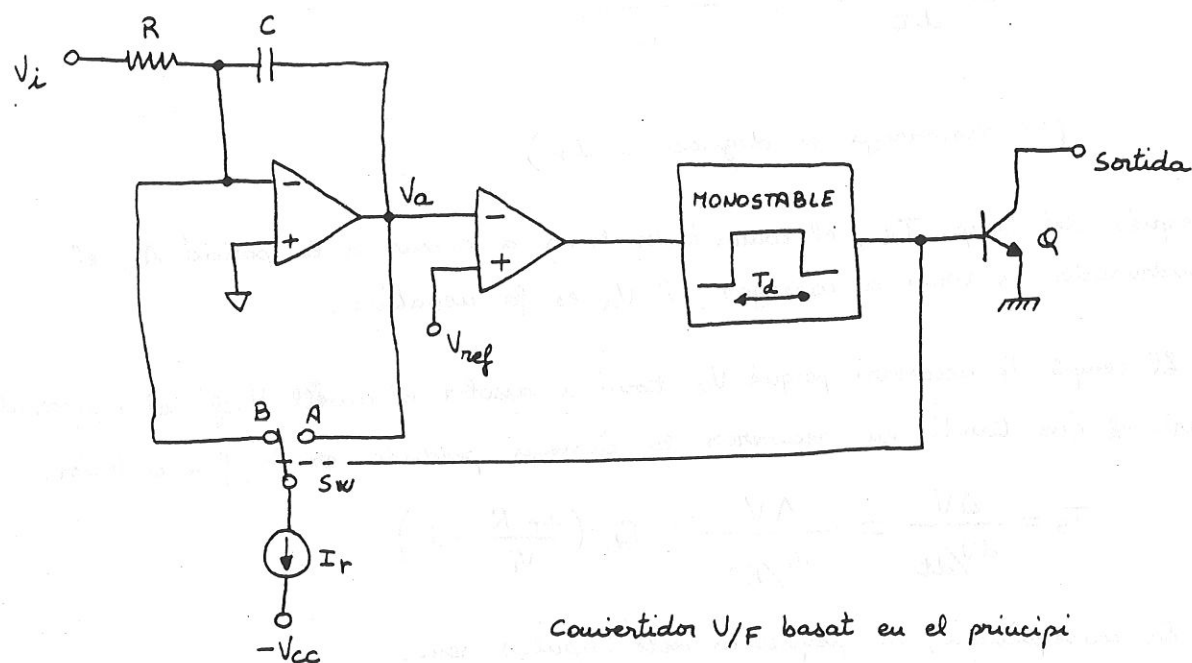 R
C
Vi
-
+
Va
-
+
Vref
MONOSTABLE
Td
Sortida
Q
B
A
SW
Ir
-Vcc
Convertidor V/F basat en el principi